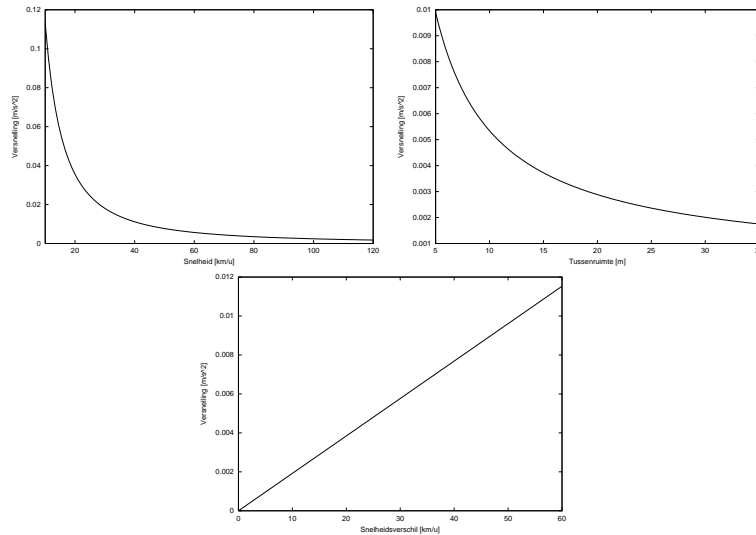 0.12
0.1
0.08
0.06
0.04
0.02
0
Versnelling [m/s^2]
20 40 60 80 100 120
Snelheid [km/u]
0.01
0.009
0.008
0.007
0.006
0.005
0.004
0.003
0.002
0.001
Versnelling [m/s^2]
5 10 15 20 25 30
Tussenruimte [m]
0.012
0.01
0.008
0.006
0.004
0.002
0
Versnelling [m/s^2]
0 10 20 30 40 50 60
Snelheidsverschil [km/u]